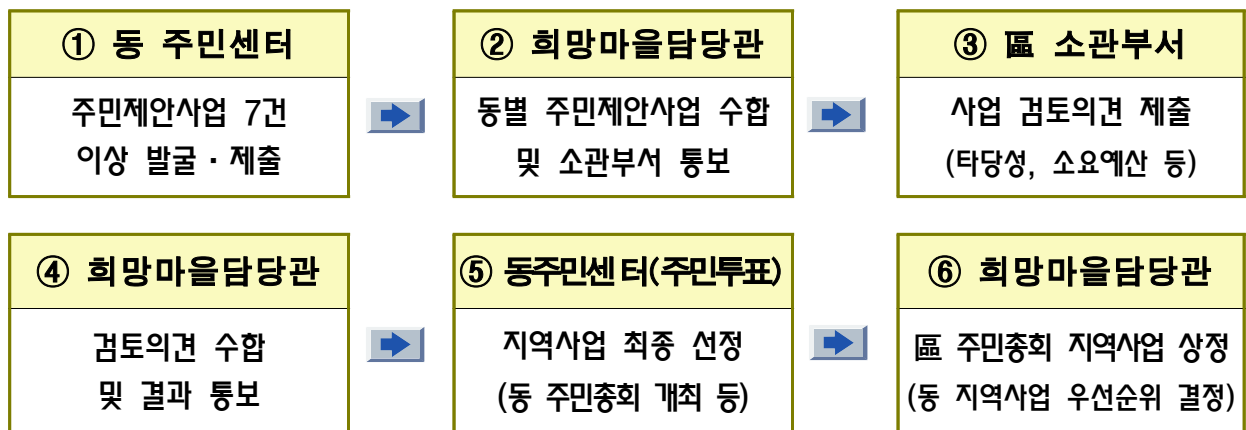 ① 동 주민센터
주민제안사업 7건
이상 발굴・제출
② 희망마을담당관
동별 주민제안사업 수합
및 소관부서 통보
③ 區 소관부서
사업 검토의견 제출
(타당성, 소요예산 등)
④ 희망마을담당관
검토의견 수합
및 결과 통보
⑤ 동주민센터(주민투표)
지역사업 최종 선정
(동 주민총회 개최 등)
⑥ 희망마을담당관
區 주민총회 지역사업 상정
(동 지역사업 우선순위 결정)